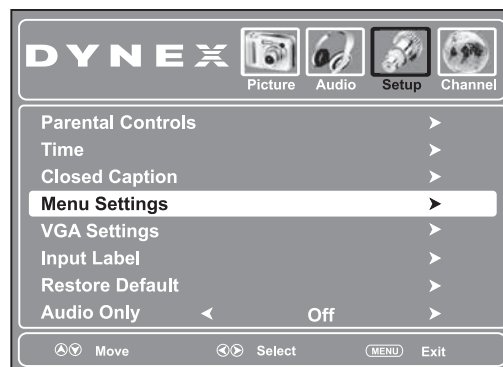 DYNEX
Picture Audio Setup Channel
Parental Controls
Time
Closed Caption
Menu Settings
VGA Settings
Input Label
Restore Default
Audio Only Off
Move Select MENU Exit